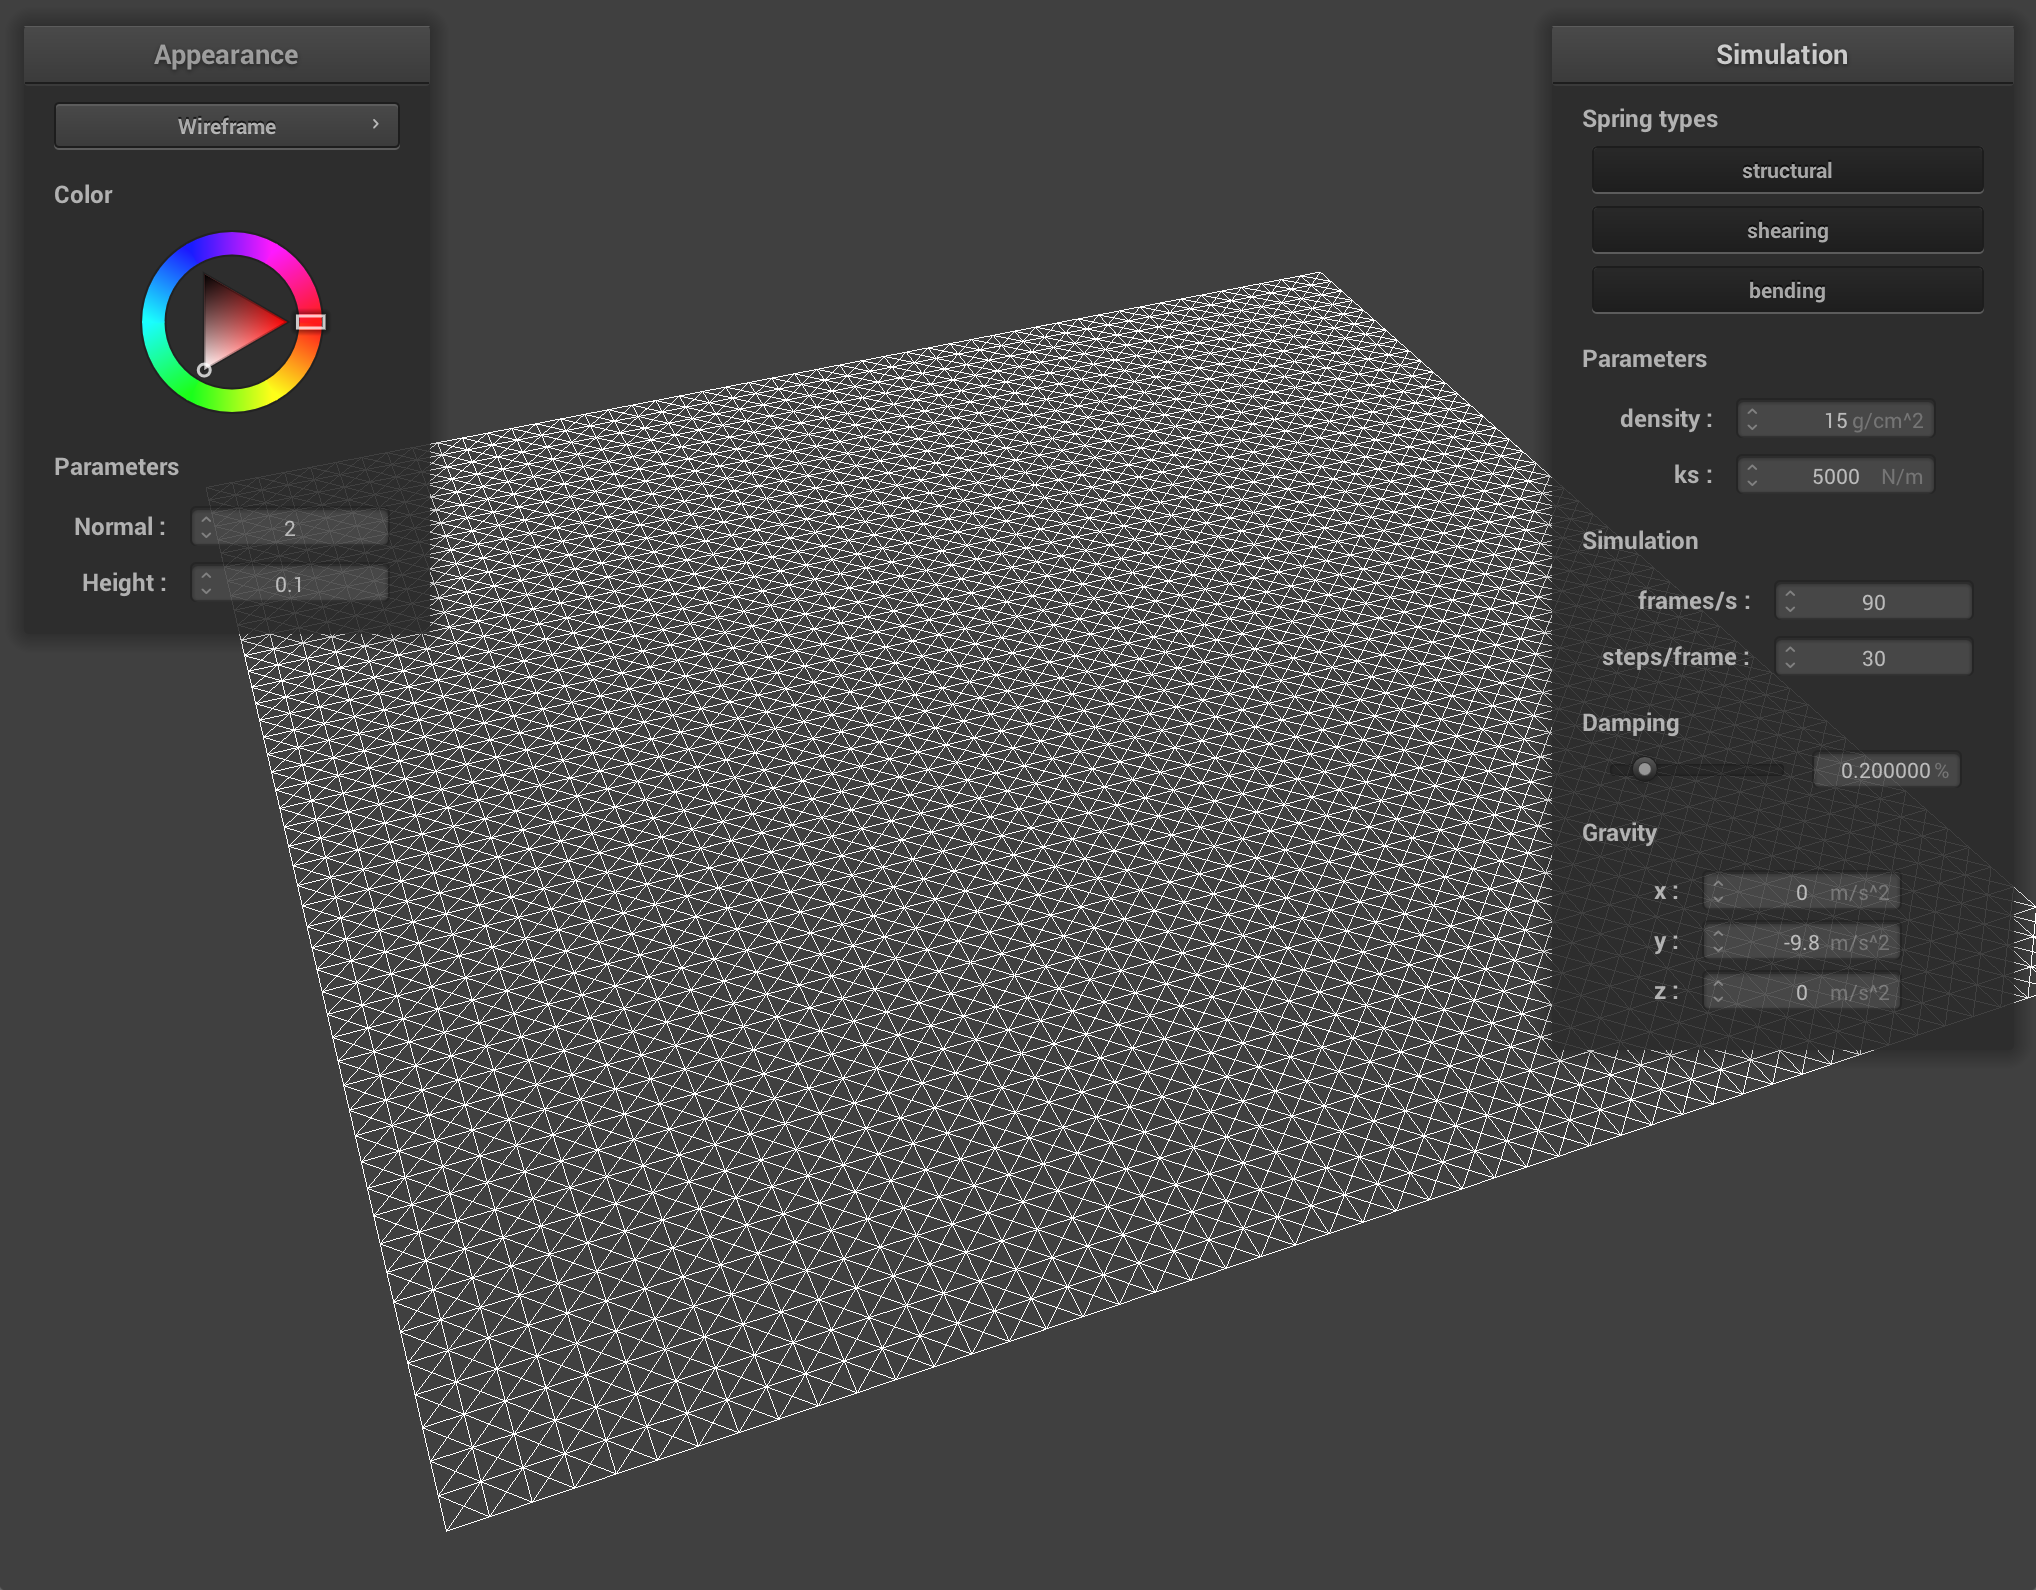 Appearance
Wireframe
Color
Parameters
Normal : 2
Height : 0.1
Simulation
Spring types
structural
shearing
bending
Parameters
density : 15 g/cm^2
ks : 5000 N/m
Simulation
frames/s : 90
steps/frame : 30
Damping
0.200000 %
Gravity
x : 0 m/s^2
y : -9.8 m/s^2
z : 0 m/s^2